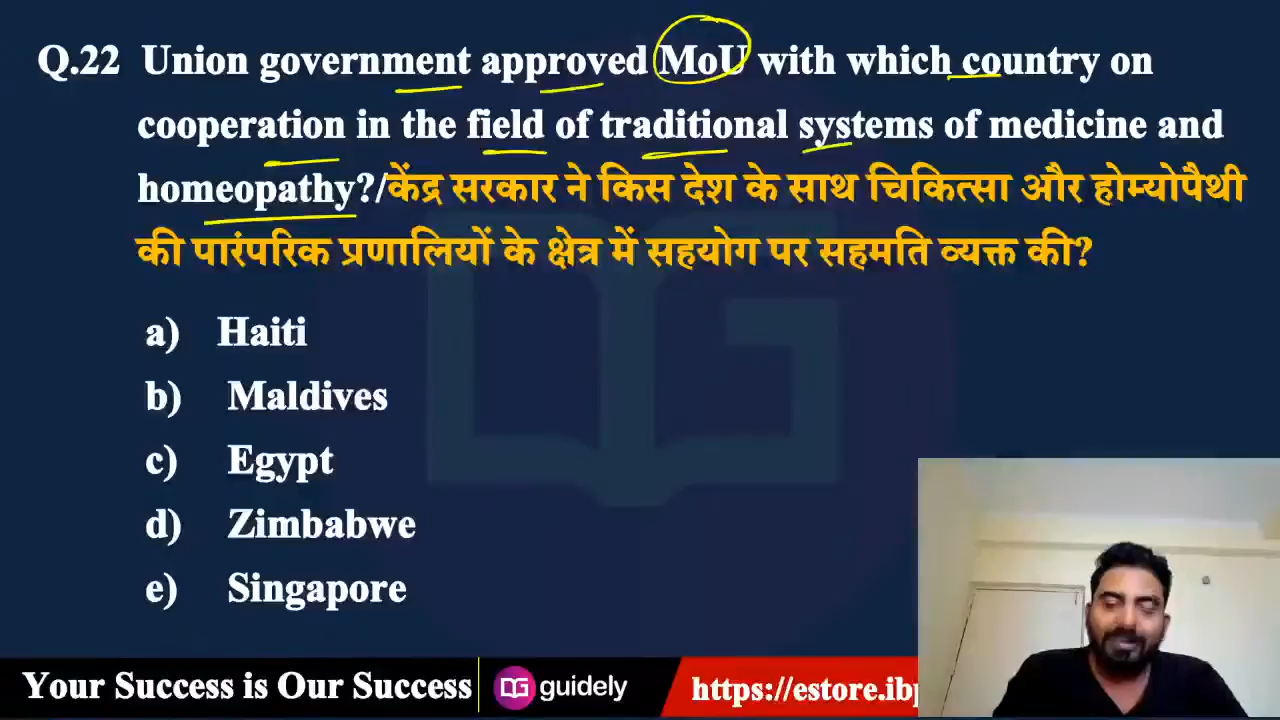 Q.22 Union government approved MoU with which country on
cooperation in the field of traditional systems of medicine and
homeopathy?/केंद्र सरकार ने किस देश के साथ चिकित्सा और होम्योपैथी
की पारंपरिक प्रणालियों के क्षेत्र में सहयोग पर सहमति व्यक्त की?
a) Haiti
b) Maldives
c) Egypt
d) Zimbabwe
e) Singapore
Your Success is Our Success
guidely
https://estore.ibp